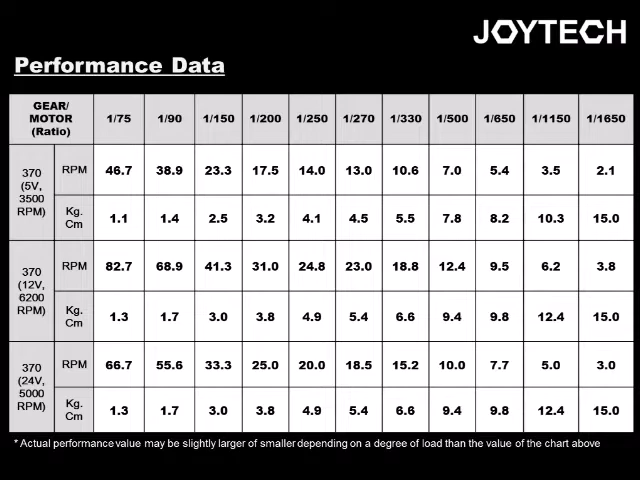 JOYTECH
Performance Data
GEAR/ MOTOR (Ratio) 1/75 1/90 1/150 1/200 1/250 1/270 1/330 1/500 1/650 1/1150 1/1650
370 (5V, 3500 RPM) RPM 46.7 38.9 23.3 17.5 14.0 13.0 10.6 7.0 5.4 3.5 2.1
Kg. Cm 1.1 1.4 2.5 3.2 4.1 4.5 5.5 7.8 8.2 10.3 15.0
370 (12V, 6200 RPM) RPM 82.7 68.9 41.3 31.0 24.8 23.0 18.8 12.4 9.5 6.2 3.8
Kg. Cm 1.3 1.7 3.0 3.8 4.9 5.4 6.6 9.4 9.8 12.4 15.0
370 (24V, 5000 RPM) RPM 66.7 55.6 33.3 25.0 20.0 18.5 15.2 10.0 7.7 5.0 3.0
Kg. Cm 1.3 1.7 3.0 3.8 4.9 5.4 6.6 9.4 9.8 12.4 15.0
* Actual performance value may be slightly larger of smaller depending on a degree of load than the value of the chart above